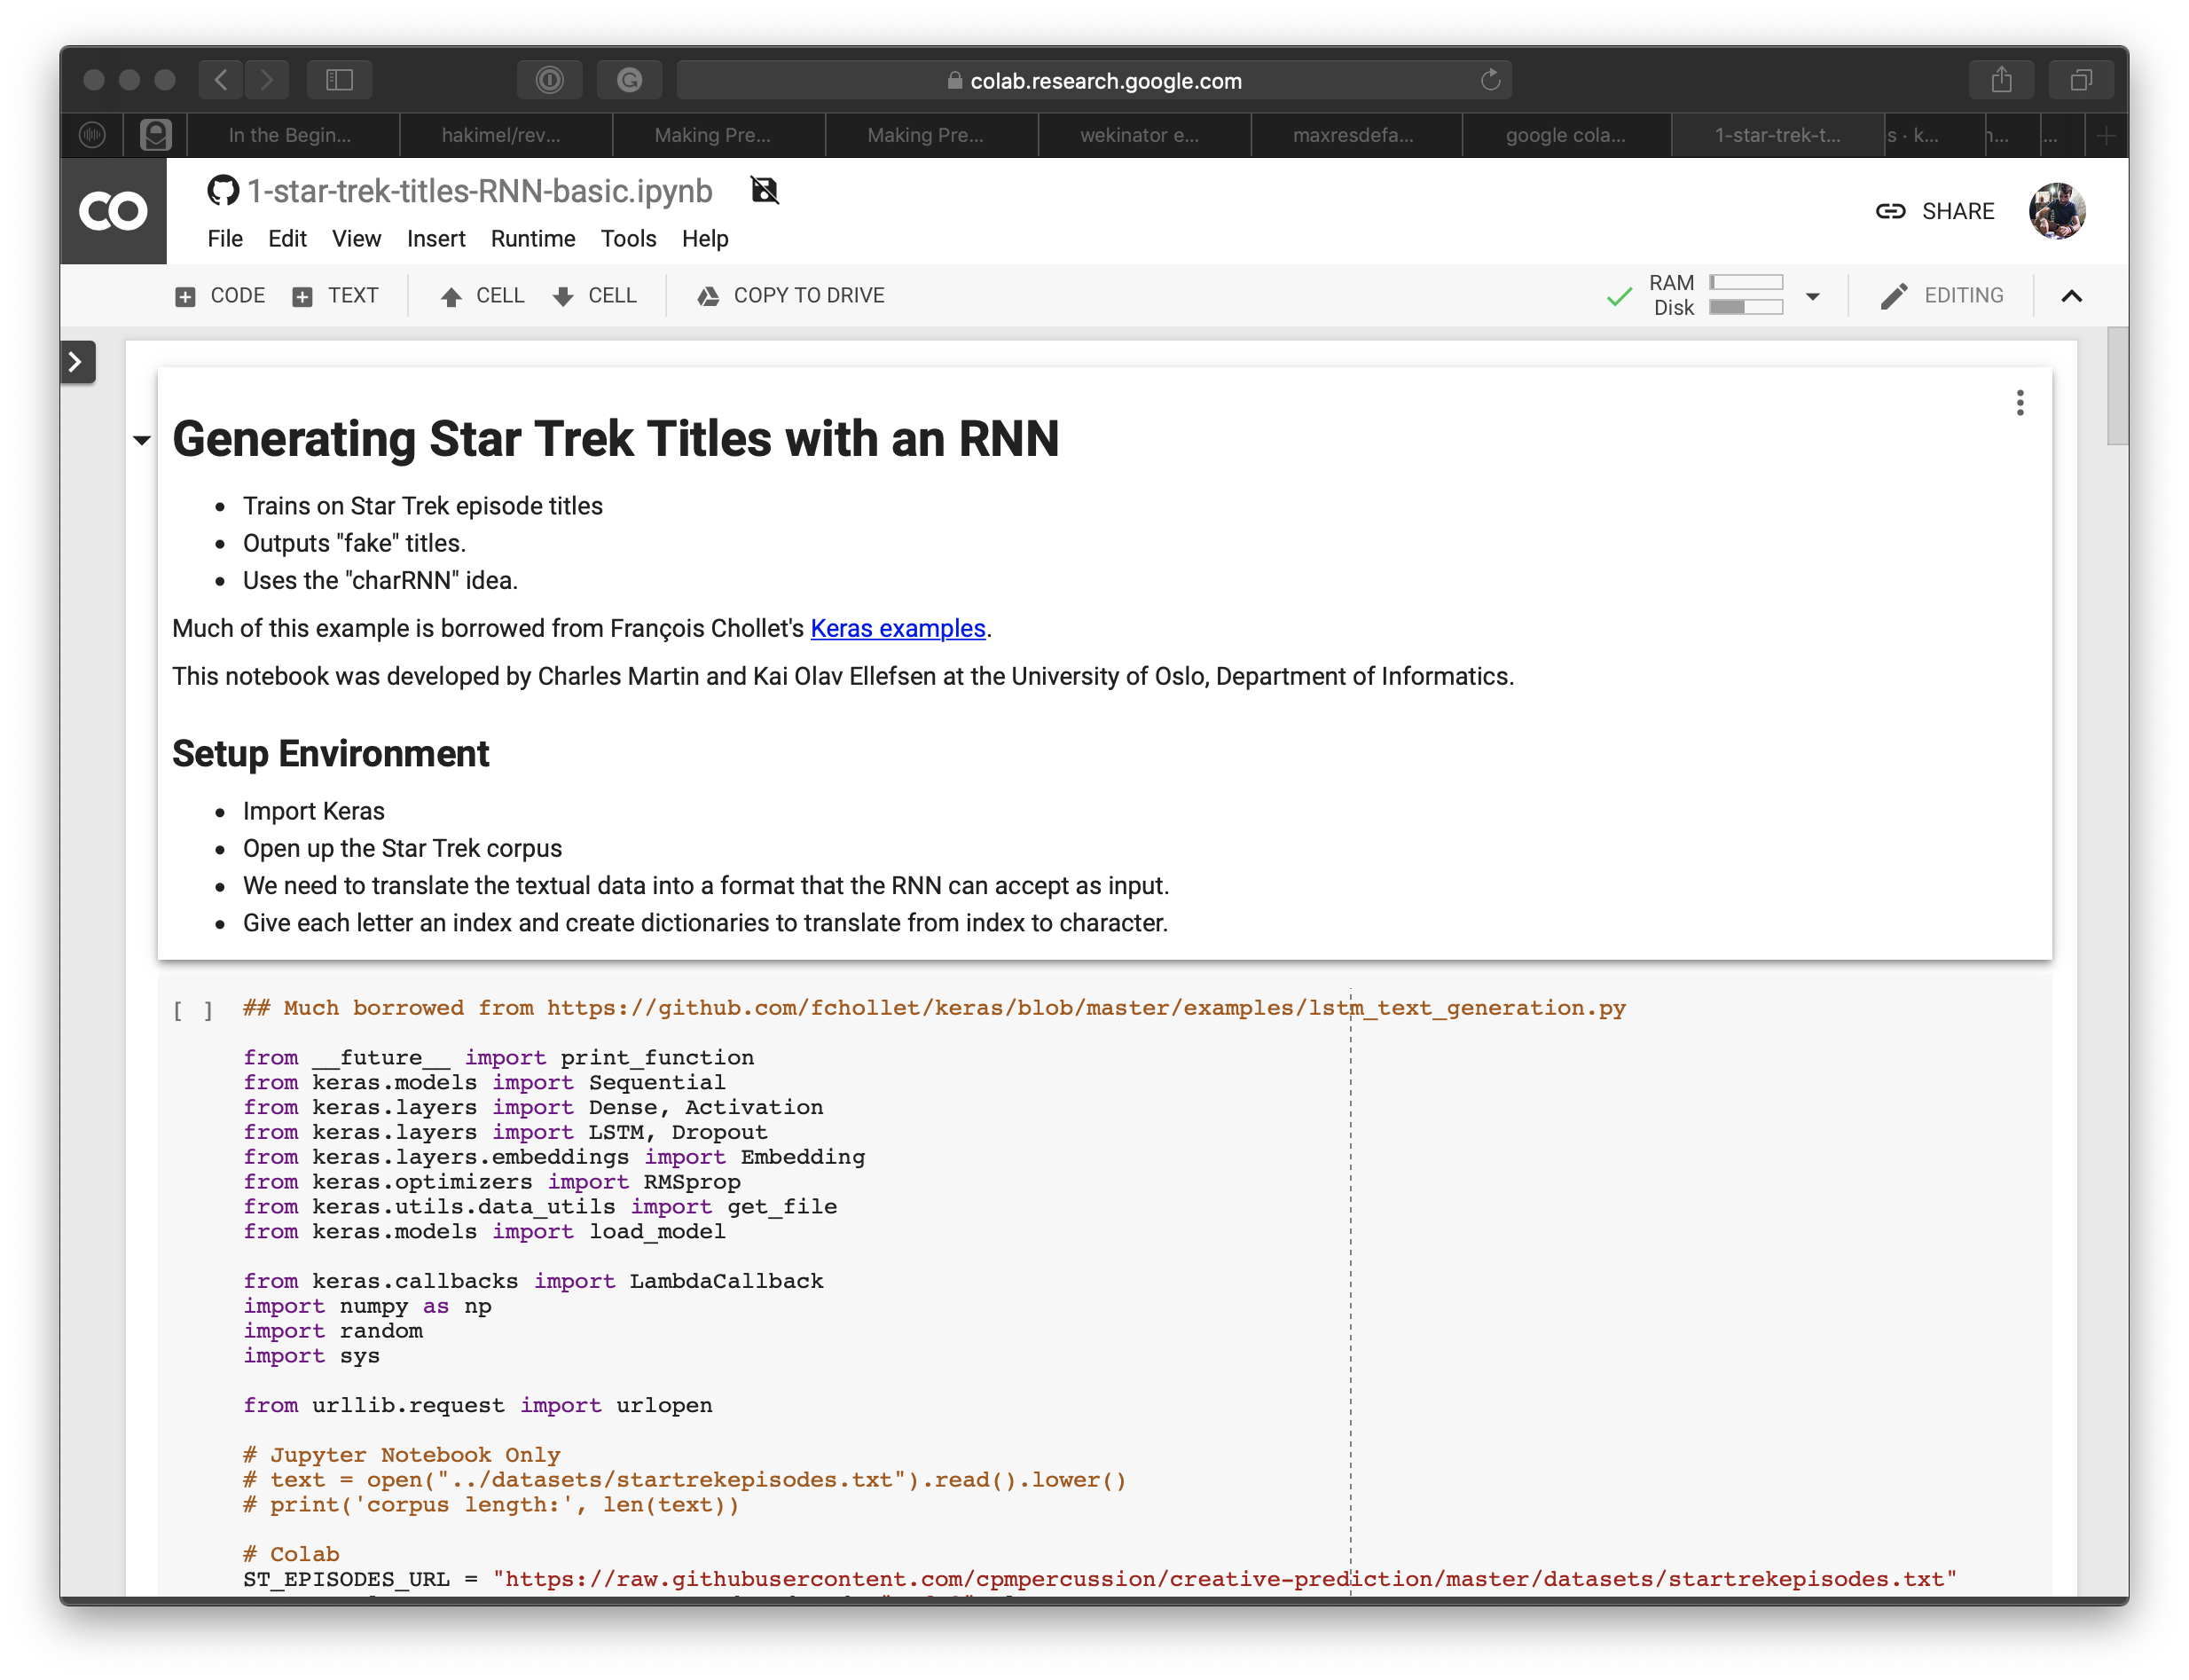 colab.research.google.com
In the Begin...
hakimel/rev...
Making Pre...
Making Pre...
wekinator e...
maxresdefa...
google cola...
1-star-trek-t...
s · k...
...
CO
1-star-trek-titles-RNN-basic.ipynb
SHARE
File Edit View Insert Runtime Tools Help
CODE TEXT CELL CELL COPY TO DRIVE
RAM
Disk
EDITING
Generating Star Trek Titles with an RNN
• Trains on Star Trek episode titles
• Outputs "fake" titles.
• Uses the "charRNN" idea.
Much of this example is borrowed from François Chollet's Keras examples.
This notebook was developed by Charles Martin and Kai Olav Ellefsen at the University of Oslo, Department of Informatics.
Setup Environment
• Import Keras
• Open up the Star Trek corpus
• We need to translate the textual data into a format that the RNN can accept as input.
• Give each letter an index and create dictionaries to translate from index to character.
[ ] ## Much borrowed from https://github.com/fchollet/keras/blob/master/examples/lstm_text_generation.py
from __future__ import print_function
from keras.models import Sequential
from keras.layers import Dense, Activation
from keras.layers import LSTM, Dropout
from keras.layers.embeddings import Embedding
from keras.optimizers import RMSprop
from keras.utils.data_utils import get_file
from keras.models import load_model
from keras.callbacks import LambdaCallback
import numpy as np
import random
import sys
from urllib.request import urlopen
# Jupyter Notebook Only
# text = open("../datasets/startrekepisodes.txt").read().lower()
# print('corpus length:', len(text))
# Colab
ST_EPISODES_URL = "https://raw.githubusercontent.com/cpmpercussion/creative-prediction/master/datasets/startrekepisodes.txt"